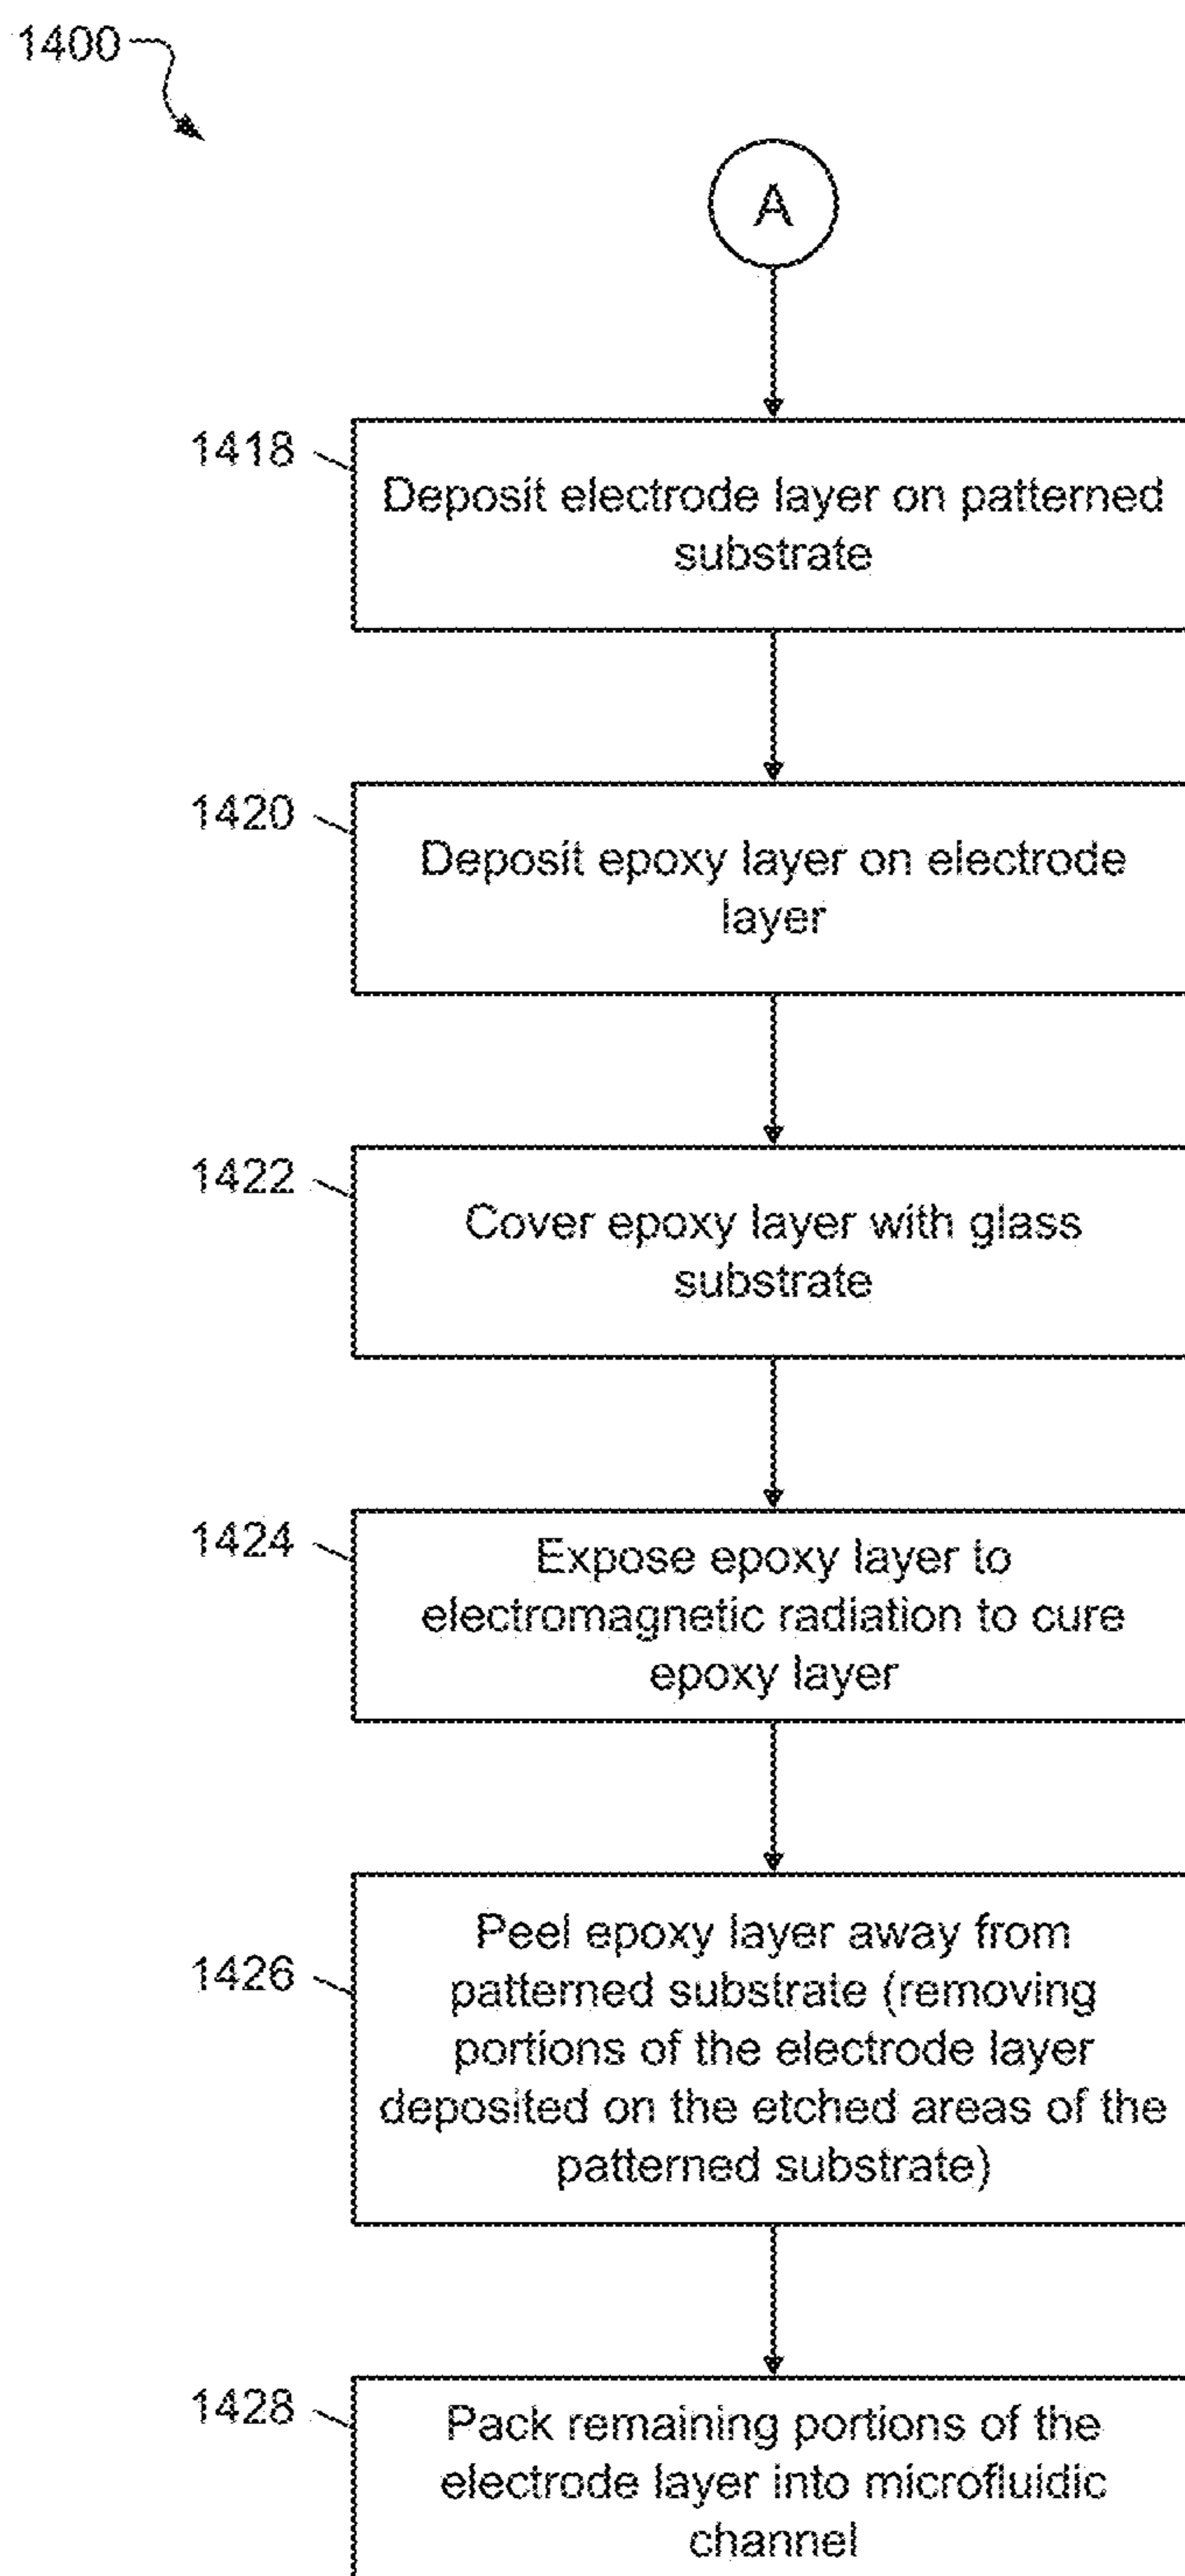 1400
A
1418
Deposit electrode layer on patterned
substrate
1420
Deposit epoxy layer on electrode
layer
1422
Cover epoxy layer with glass
substrate
1424
Expose epoxy layer to
electromagnetic radiation to cure
epoxy layer
1426
Peel epoxy layer away from
patterned substrate (removing
portions of the electrode layer
deposited on the etched areas of the
patterned substrate)
1428
Pack remaining portions of the
electrode layer into microfluidic
channel